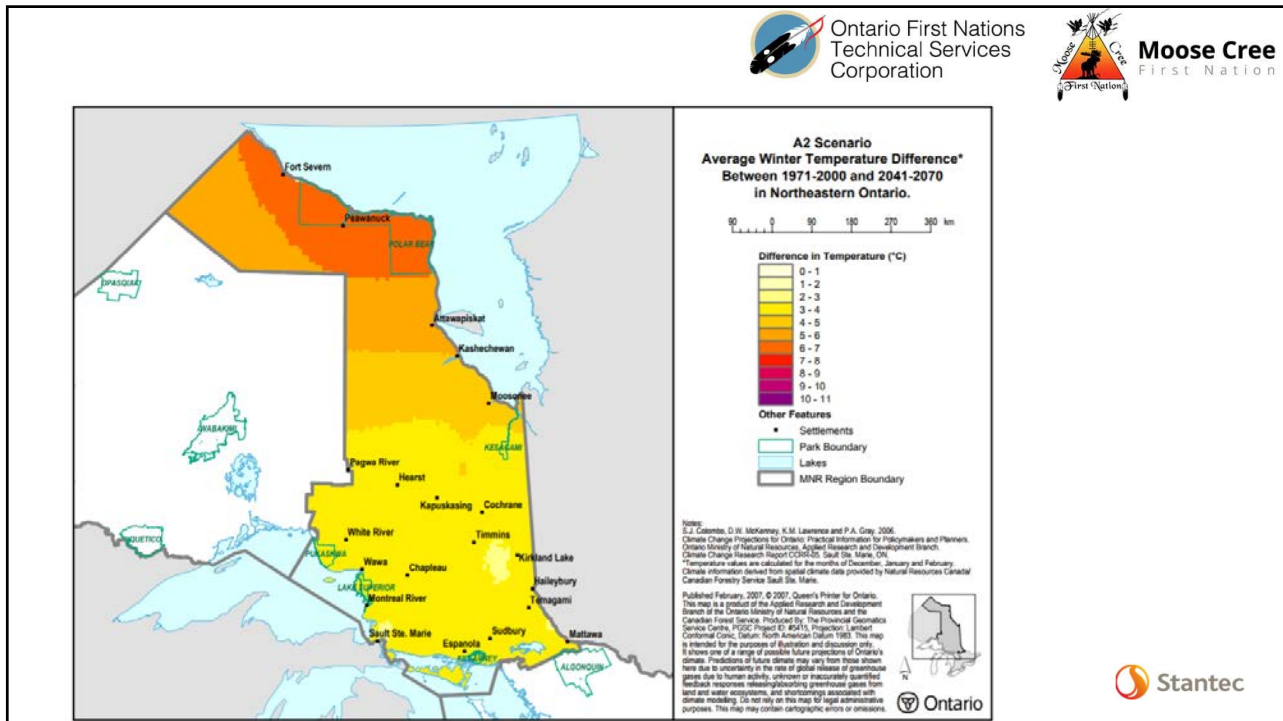 Ontario First Nations
Technical Services
Corporation
Moose Cree
First Nation
Moose Cree
First Nation
A2 Scenario
Average Winter Temperature Difference*
Between 1971-2000 and 2041-2070
in Northeastern Ontario.
90 0 90 180 270 360 km
Difference in Temperature (°C)
0 - 1
1 - 2
2 - 3
3 - 4
4 - 5
5 - 6
6 - 7
7 - 8
8 - 9
9 - 10
10 - 11
Other Features
Settlements
Park Boundary
Lakes
MNR Region Boundary
Fort Severn
Peawanuck
POLAR BEAR
OPASQUIA
Attawapiskat
Kashechewan
Moosonee
WABAKIMI
KESAGAMI
Pagwa River
Hearst
Kapuskasing
Cochrane
QUETICO
White River
Timmins
PUKASKWA
Kirkland Lake
Wawa
Chapleau
LAKE SUPERIOR
Haileybury
Montreal River
Temagami
Sault Ste. Marie
Sudbury
Mattawa
Espanola
KILLARNEY
ALGONQUIN
Notes:
S.J. Colombo, D.W. McKenney, K.M. Lawrence and P.A. Gray. 2006.
Climate Change Projections for Ontario: Practical Information for Policymakers and Planners.
Ontario Ministry of Natural Resources, Applied Research and Development Branch.
Climate Change Research Report CCRR-05. Sault Ste. Marie, ON.
*Temperature values are calculated for the months of December, January and February.
Climate information derived from spatial climate data provided by Natural Resources Canada/
Canadian Forestry Service Sault Ste. Marie.
Published February, 2007, © 2007, Queen's Printer for Ontario.
This map is a product of the Applied Research and Development
Branch of the Ontario Ministry of Natural Resources and the
Canadian Forest Service. Produced By: The Provincial Geomatics
Service Centre, PGSC Project ID: #5415, Projection: Lambert
Conformal Conic, Datum: North American Datum 1983. This map
is intended for the purposes of illustration and discussion only.
It shows one of a range of possible future projections of Ontario's
climate. Predictions of future climate may vary from those shown
here due to uncertainty in the rate of global release of greenhouse
gases due to human activity, unknown or inaccurately quantified
feedback responses releasing/absorbing greenhouse gases from
land and water ecosystems, and shortcomings associated with
climate modelling. Do not rely on this map for legal administrative
purposes. This map may contain cartographic errors or omissions.
N
Ontario
Stantec